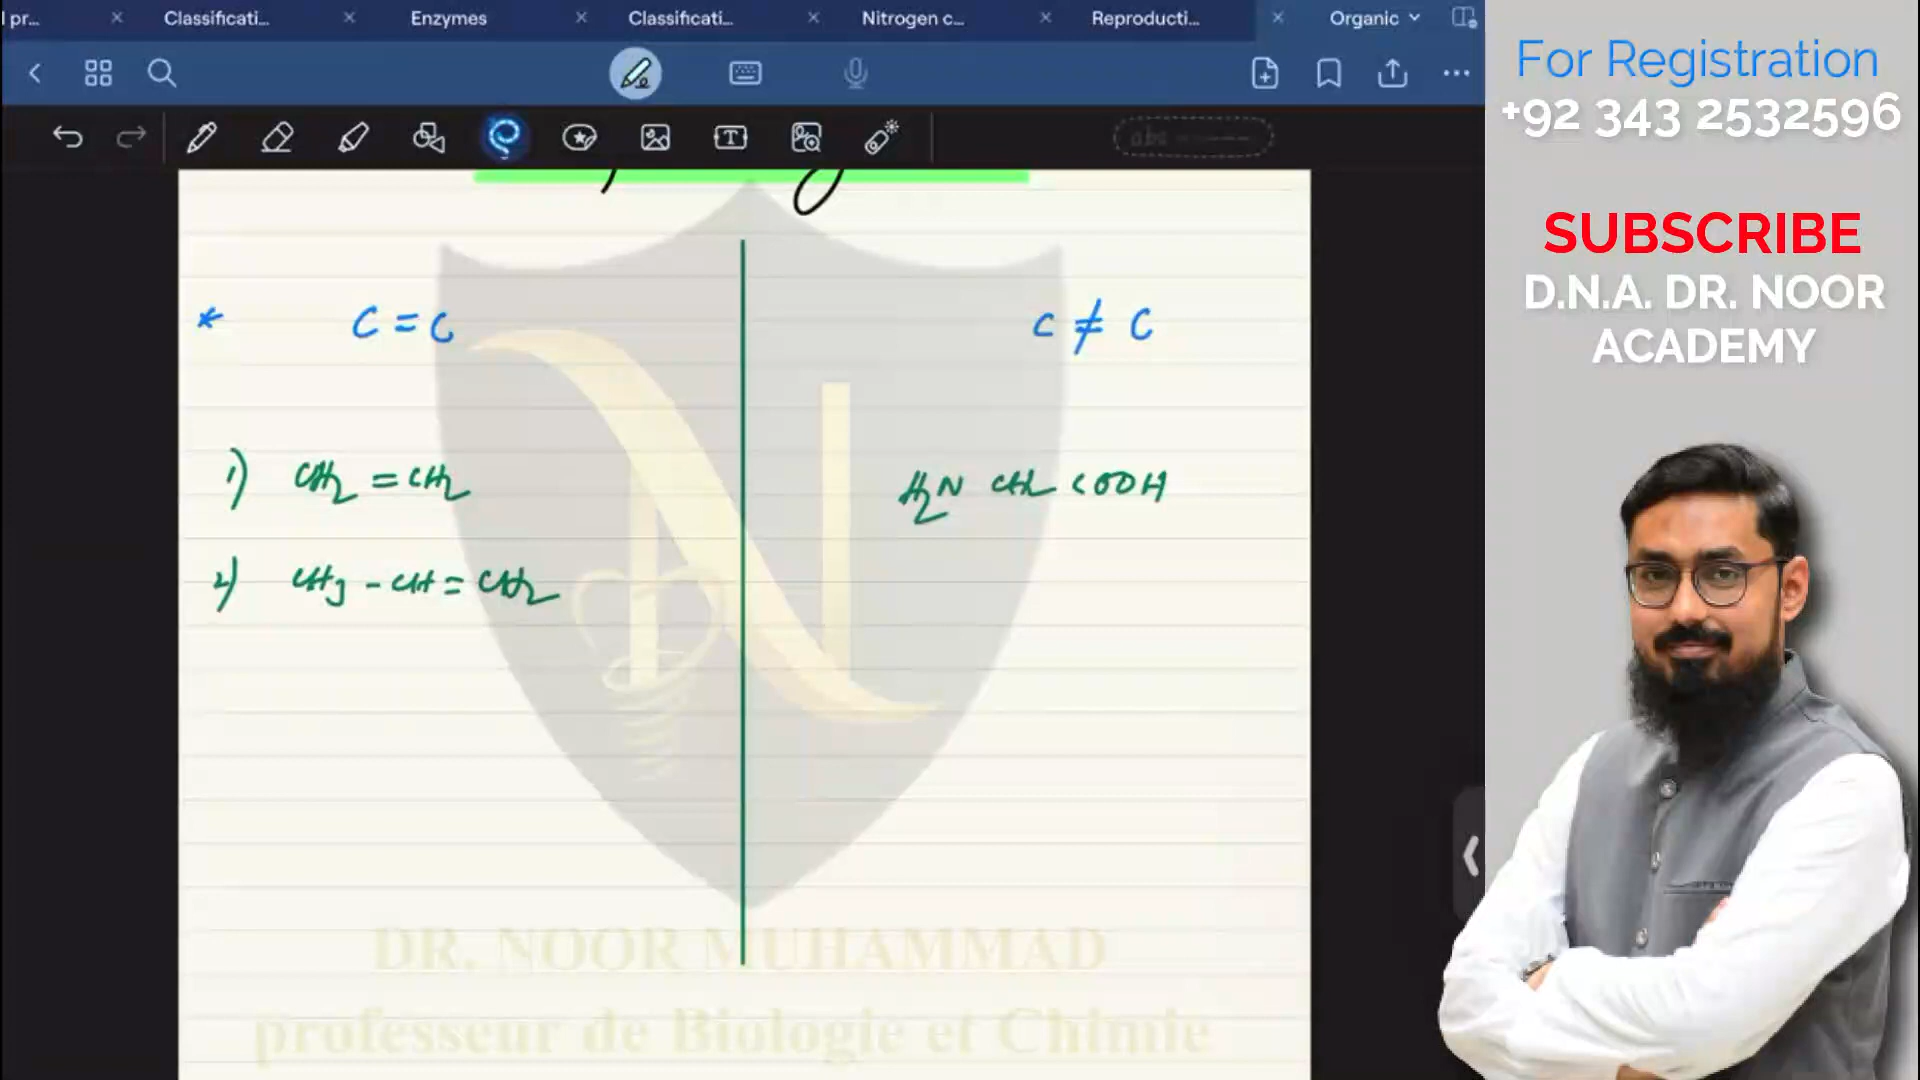 l pr...
Classificati...
Enzymes
Classificati...
Nitrogen c...
Reproducti...
Organic
T
abc
* C = C
C ≠ C
1) CH2 = CH2
H2N CH2 COOH
2) CH3 - CH = CH2
DR. NOOR MUHAMMAD
professeur de Biologie et Chimie
For Registration
+92 343 2532596
SUBSCRIBE
D.N.A. DR. NOOR
ACADEMY